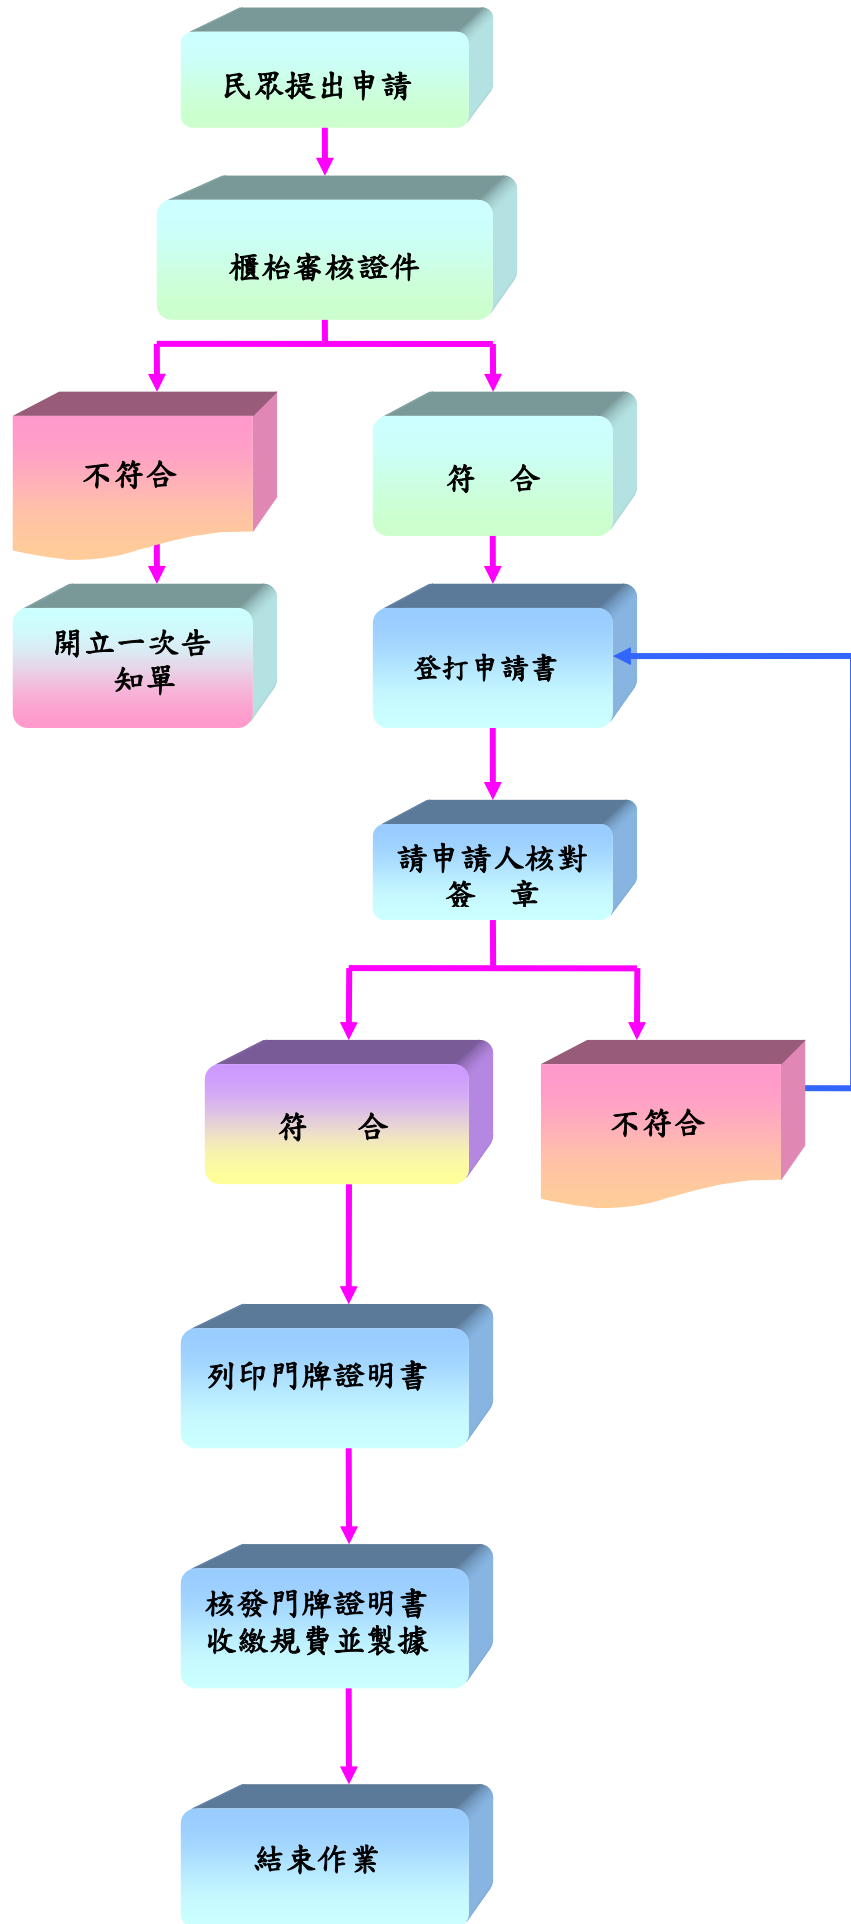 民眾提出申請
櫃枱審核證件
不符合
符　合
開立一次告
知單
登打申請書
請申請人核對
簽　章
符　合
不符合
列印門牌證明書
核發門牌證明書
收繳規費並製據
結束作業